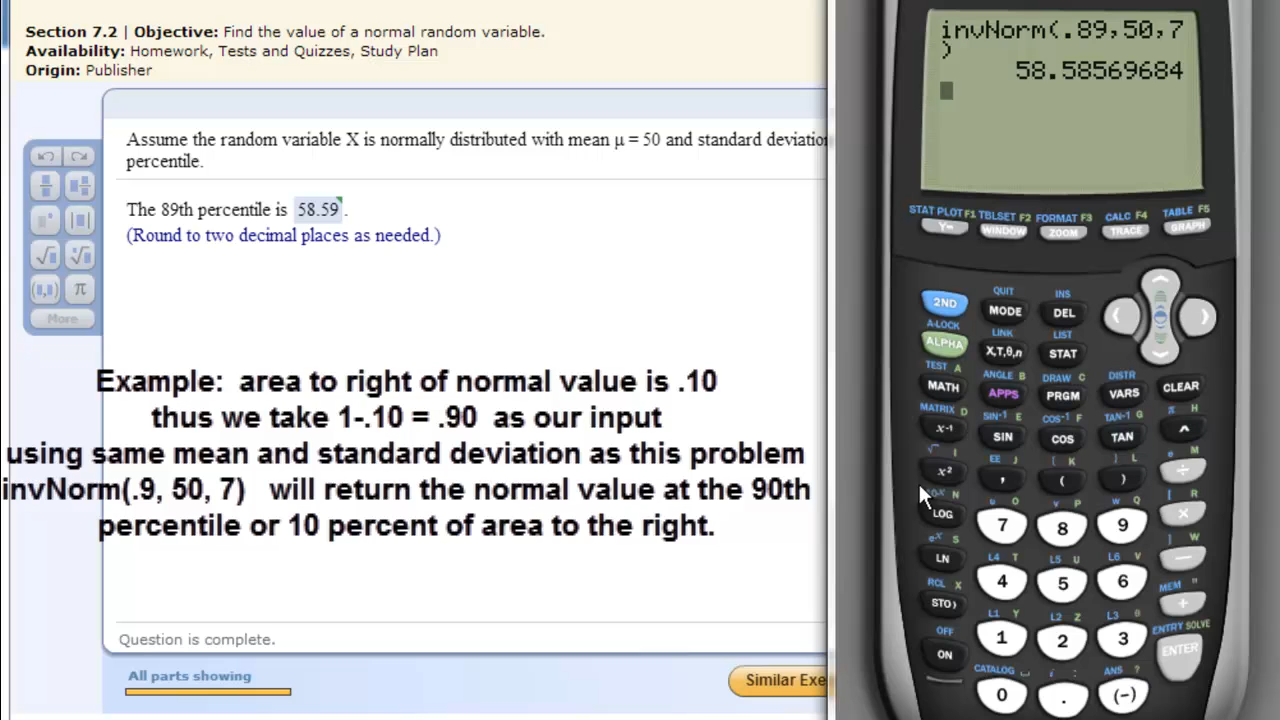 Section 7.2 | Objective: Find the value of a normal random variable.
Availability: Homework, Tests and Quizzes, Study Plan
Origin: Publisher
Assume the random variable X is normally distributed with mean μ = 50 and standard deviation
percentile.
The 89th percentile is 58.59.
(Round to two decimal places as needed.)
More
Example: area to right of normal value is .10
thus we take 1-.10 = .90 as our input
using same mean and standard deviation as this problem
invNorm(.9, 50, 7) will return the normal value at the 90th
percentile or 10 percent of area to the right.
Question is complete.
All parts showing
Similar Exe
invNorm(.89,50,7
)
58.58569684
STAT PLOT F1 TBLSET F2 FORMAT F3 CALC F4 TABLE F5
Y= WINDOW ZOOM TRACE GRAPH
QUIT INS
2ND MODE DEL
A-LOCK LINK LIST
ALPHA X,T,θ,n STAT
TEST A ANGLE B DRAW C DISTR
MATH APPS PRGM VARS CLEAR
MATRIX D SIN⁻¹ E COS⁻¹ F TAN⁻¹ G π H
x⁻¹ SIN COS TAN ^
√ I EE J { K } L e M
x² , ( ) ÷
N u O v P w Q [ R
LOG 7 8 9 ×
eˣ S L4 T L5 U L6 V ] W
LN 4 5 6 −
RCL X L1 Y L2 Z L3 θ MEM "
STO› 1 2 3 +
OFF CATALOG ␣ i : ANS ? ENTRY SOLVE
ON 0 . (−) ENTER